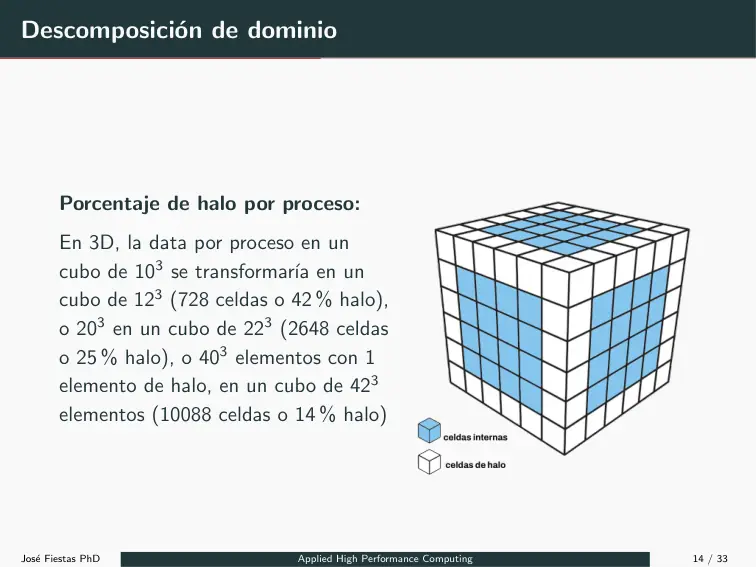 Descomposición de dominio
Porcentaje de halo por proceso:
En 3D, la data por proceso en un
cubo de 10³ se transformaría en un
cubo de 12³ (728 celdas o 42 % halo),
o 20³ en un cubo de 22³ (2648 celdas
o 25 % halo), o 40³ elementos con 1
elemento de halo, en un cubo de 42³
elementos (10088 celdas o 14 % halo)
celdas internas
celdas de halo
José Fiestas PhD
Applied High Performance Computing
14 / 33